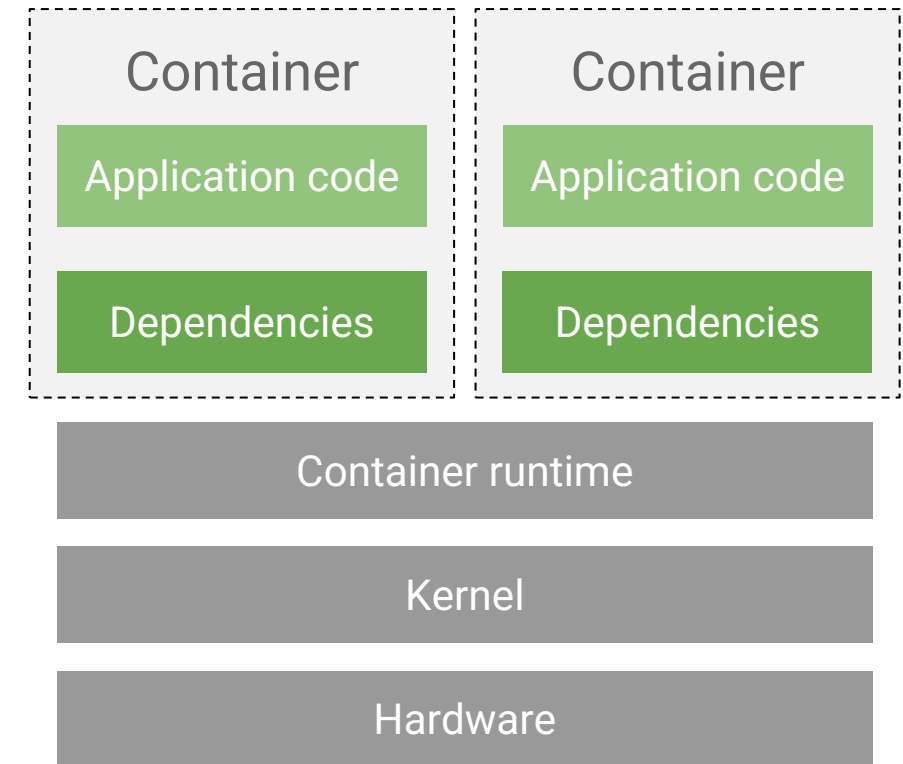 Container
Application code
Dependencies
Container
Application code
Dependencies
Container runtime
Kernel
Hardware